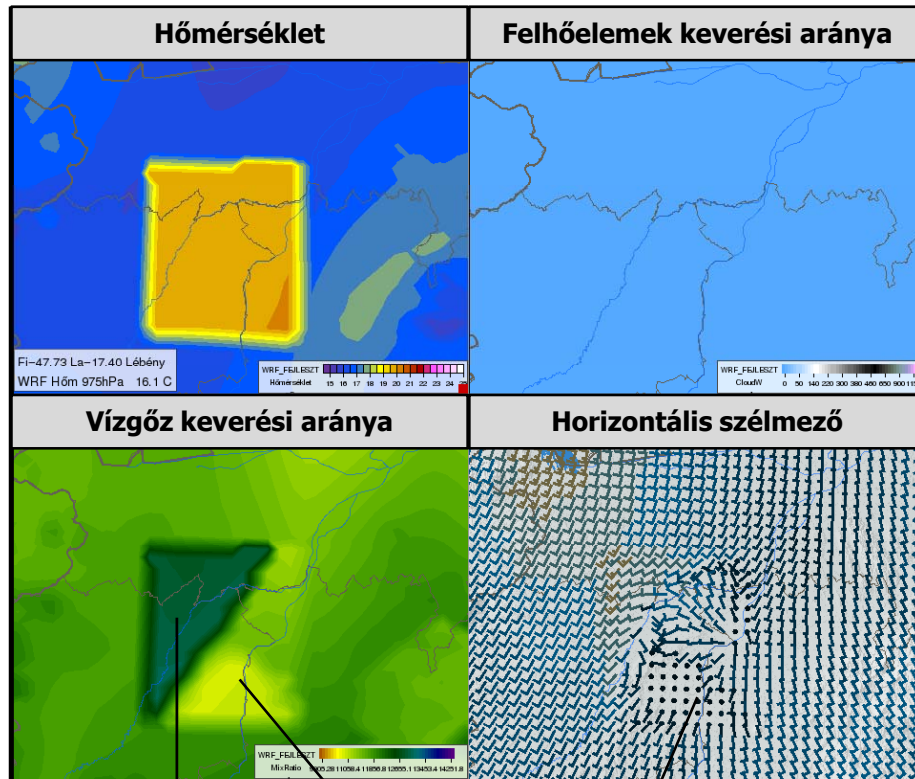 Hőmérséklet
Felhőelemek keverési aránya
Fi−47.73 La−17.40 Lébény
WRF Hőm 975hPa 16.1 C
WRF_FEJLESZT
Hőmérséklet
15 16 17 18 19 20 21 22 23 24
WRF_FEJLESZT
CloudW
0 50 140 220 300 380 460 650 900
Vízgőz keverési aránya
Horizontális szélmező
WRF_FEJLESZT
MixRatio